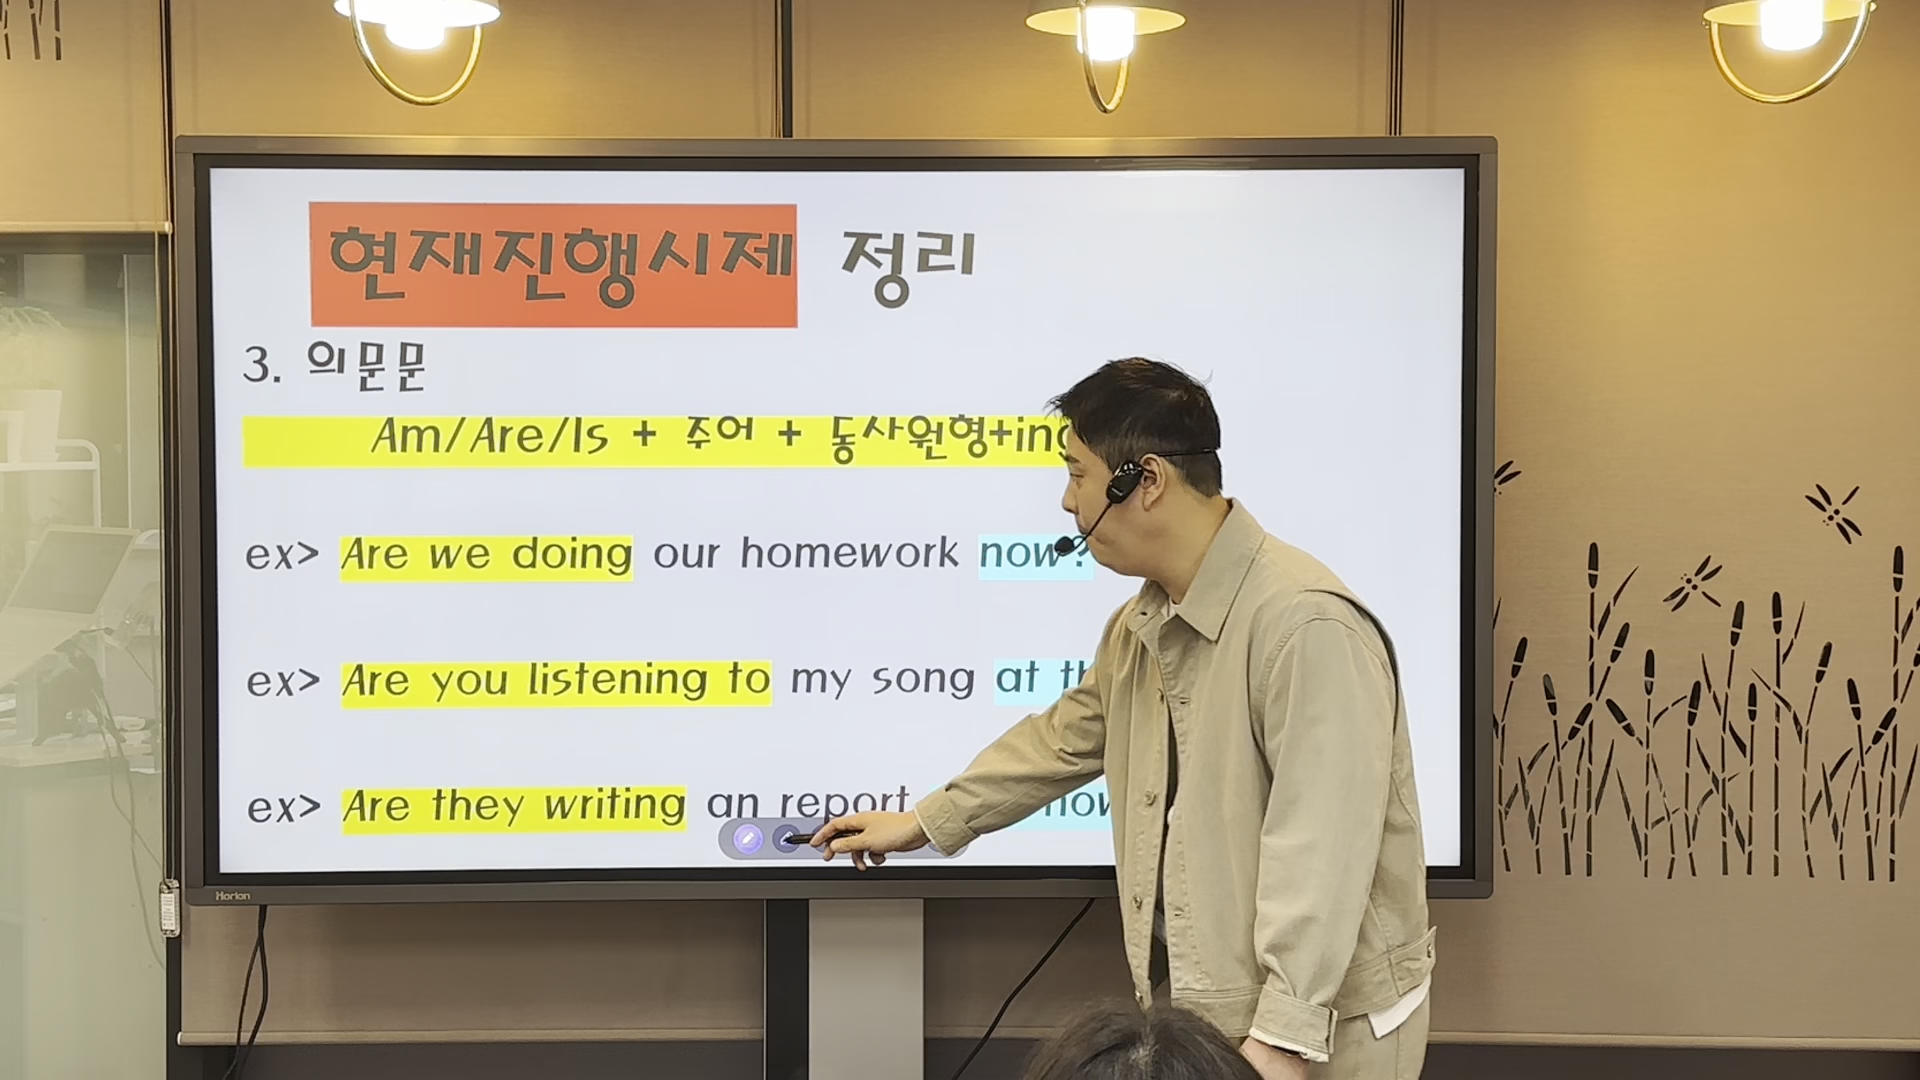 현재진행시제 정리
3. 의문문
Am/Are/Is + 주어 + 동사원형+ing
ex> Are we doing our homework now?
ex> Are you listening to my song at
ex> Are they writing an report
Horion